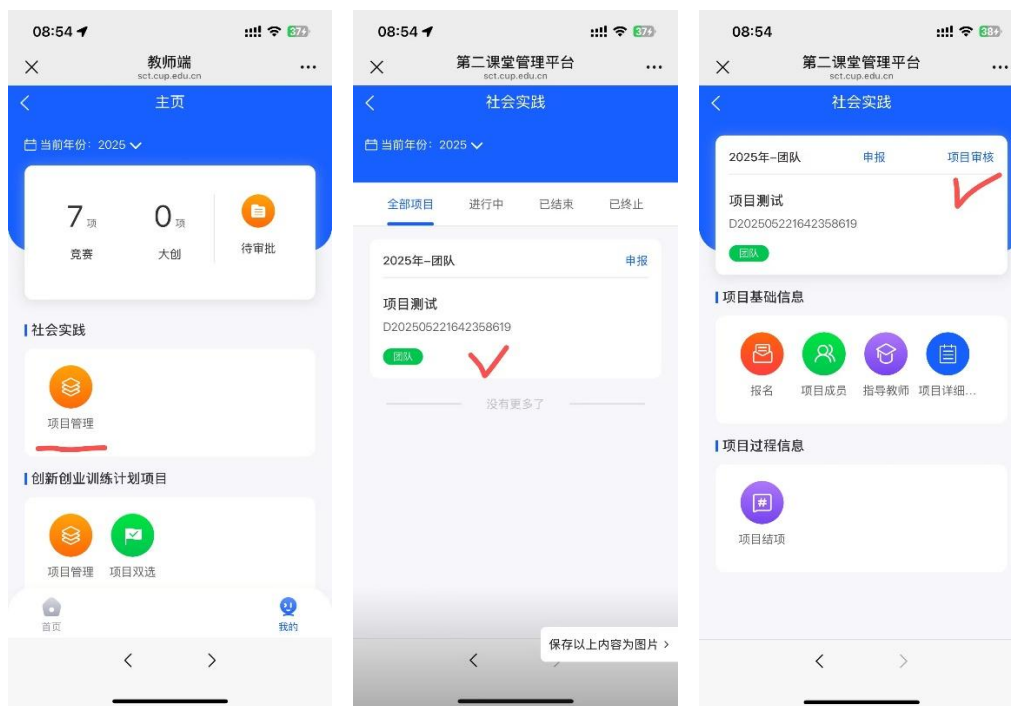 08:54
37
教师端
sct.cup.edu.cn
主页
当前年份：2025
7 项
竞赛
0 项
大创
待审批
社会实践
项目管理
创新创业训练计划项目
项目管理
项目双选
首页
我的
08:54
37
第二课堂管理平台
sct.cup.edu.cn
社会实践
当前年份：2025
全部项目 进行中 已结束 已终止
2025年-团队 申报
项目测试
D202505221642358619
团队
没有更多了
保存以上内容为图片 >
08:54
38
第二课堂管理平台
sct.cup.edu.cn
社会实践
2025年-团队 申报 项目审核
项目测试
D202505221642358619
团队
项目基础信息
报名 项目成员 指导教师 项目详细...
项目过程信息
项目结项